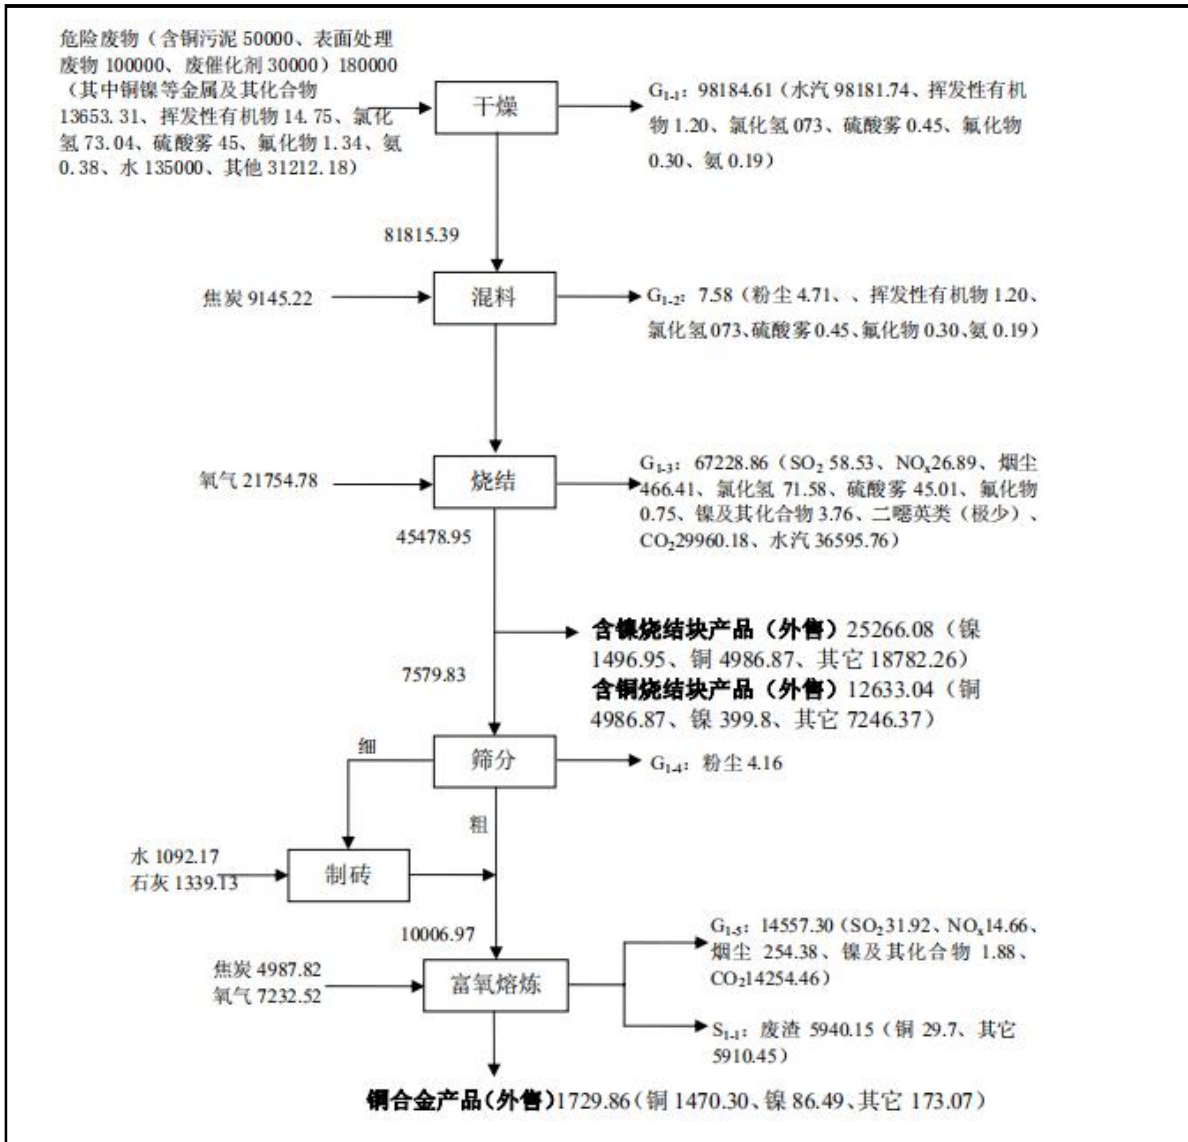 危险废物（含铜污泥 50000、表面处理
废物 100000、废催化剂 30000）180000
（其中铜镍等金属及其化合物
13653.31、挥发性有机物 14.75、氯化
氢 73.04、硫酸雾 45、氟化物 1.34、氨
0.38、水 135000、其他 31212.18）
干燥
G₁₋₁：98184.61（水汽 98181.74、挥发性有机
物 1.20、氯化氢 073、硫酸雾 0.45、氟化物
0.30、氨 0.19）
81815.39
焦炭 9145.22
混料
G₁₋₂：7.58（粉尘 4.71、、挥发性有机物 1.20、
氯化氢 073、硫酸雾 0.45、氟化物 0.30、氨 0.19）
氧气 21754.78
烧结
G₁₋₃：67228.86（SO₂ 58.53、NOₓ26.89、烟尘
466.41、氯化氢 71.58、硫酸雾 45.01、氟化物
0.75、镍及其化合物 3.76、二噁英类（极少）、
CO₂29960.18、水汽 36595.76）
45478.95
含镍烧结块产品（外售）25266.08（镍
1496.95、铜 4986.87、其它 18782.26）
含铜烧结块产品（外售）12633.04（铜
4986.87、镍 399.8、其它 7246.37）
7579.83
细
筛分
G₁₋₄：粉尘 4.16
粗
水 1092.17
石灰 1339.13
制砖
10006.97
焦炭 4987.82
氧气 7232.52
富氧熔炼
G₁₋₅：14557.30（SO₂31.92、NOₓ14.66、
烟尘 254.38、镍及其化合物 1.88、
CO₂14254.46）
S₁₋₁：废渣 5940.15（铜 29.7、其它
5910.45）
铜合金产品（外售）1729.86（铜 1470.30、镍 86.49、其它 173.07）